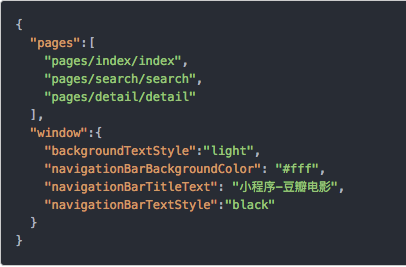 {
  "pages":[
    "pages/index/index",
    "pages/search/search",
    "pages/detail/detail"
  ],
  "window":{
    "backgroundTextStyle":"light",
    "navigationBarBackgroundColor": "#fff",
    "navigationBarTitleText": "小程序-豆瓣电影",
    "navigationBarTextStyle":"black"
  }
}